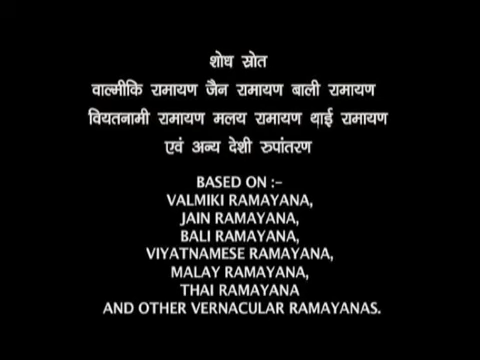 शोध स्रोत
वाल्मीकि रामायण जैन रामायण बाली रामायण
वियतनामी रामायण मलय रामायण थाई रामायण
एवं अन्य देशी रुपांतरण
BASED ON :-
VALMIKI RAMAYANA,
JAIN RAMAYANA,
BALI RAMAYANA,
VIYATNAMESE RAMAYANA,
MALAY RAMAYANA,
THAI RAMAYANA
AND OTHER VERNACULAR RAMAYANAS.